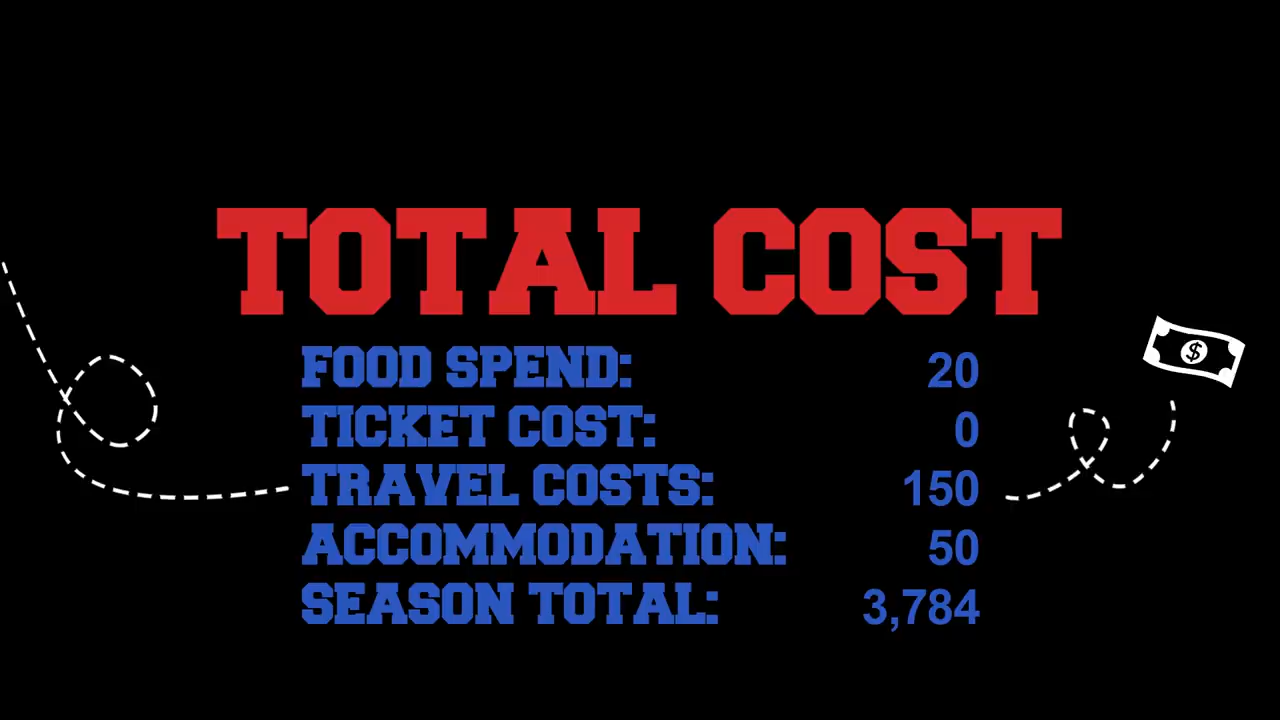 TOTAL COST
FOOD SPEND: 20
TICKET COST: 0
TRAVEL COSTS: 150
ACCOMMODATION: 50
SEASON TOTAL: 3,784
$